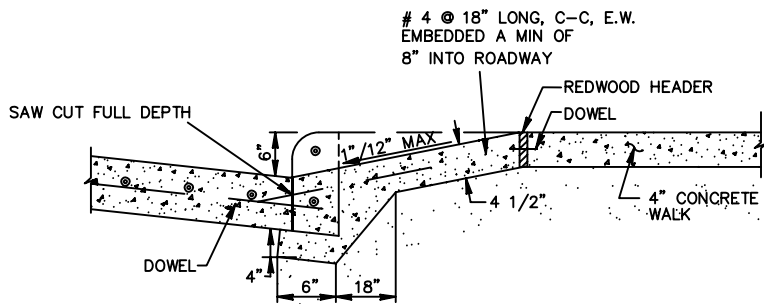 # 4 @ 18" LONG, C-C, E.W.
EMBEDDED A MIN OF
8" INTO ROADWAY
REDWOOD HEADER
DOWEL
SAW CUT FULL DEPTH
6"
1"/12" MAX
4 1/2"
4" CONCRETE
WALK
DOWEL
4"
6"
18"